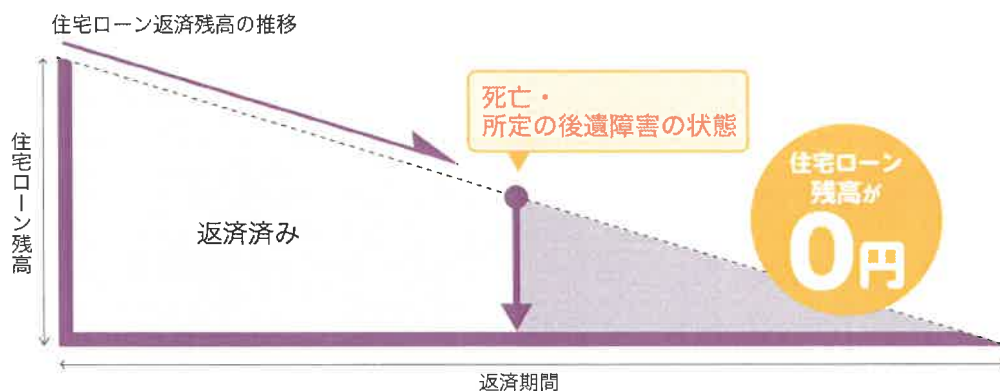 住宅ローン返済残高の推移
死亡・
所定の後遺障害の状態
住宅ローン
残高が
0円
住宅ローン残高
返済済み
返済期間